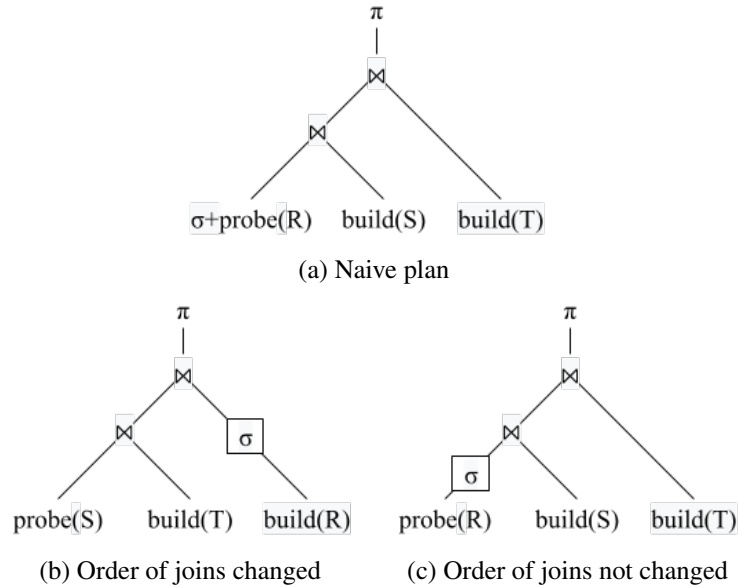 π
⋈
⋈
σ+probe(R) build(S) build(T)
(a) Naive plan
π π
⋈ ⋈
⋈ σ ⋈
σ
probe(S) build(T) build(R) probe(R) build(S) build(T)
(b) Order of joins changed (c) Order of joins not changed